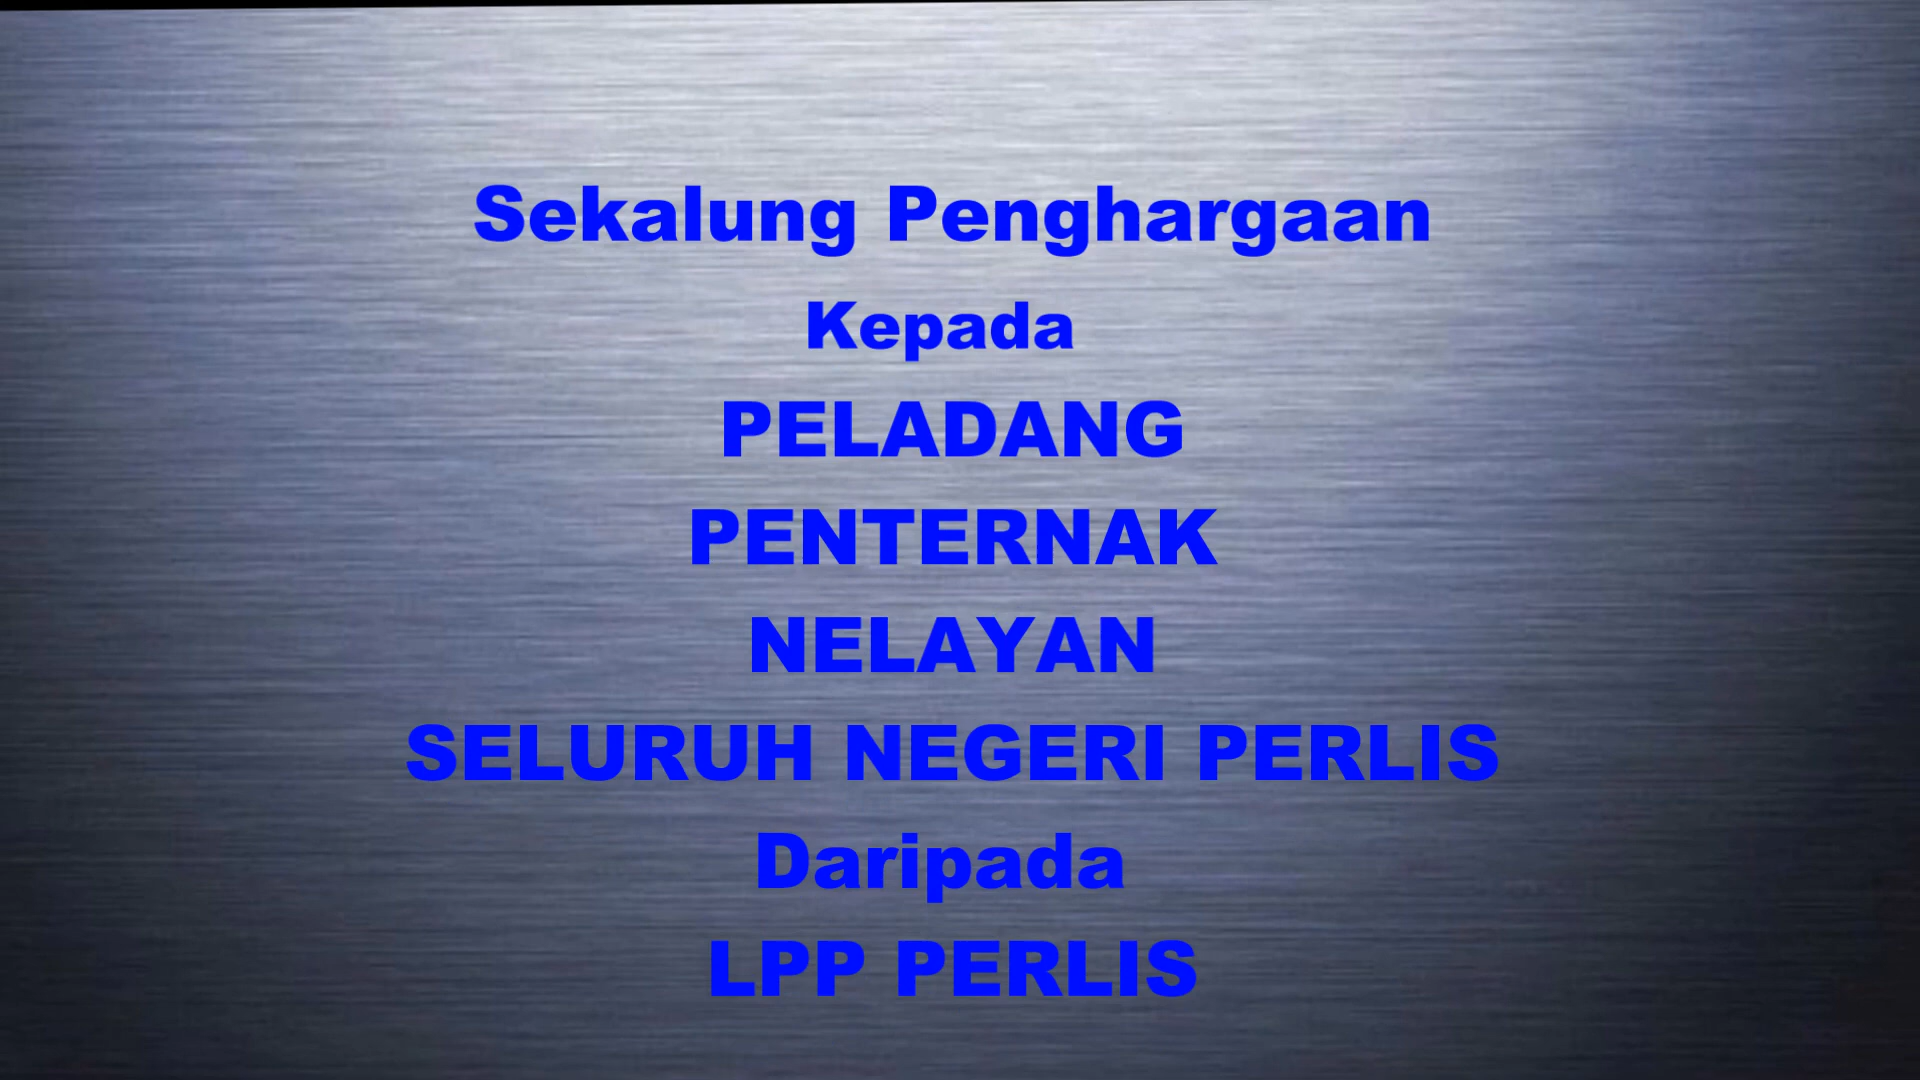 Sekalung Penghargaan
Kepada
PELADANG
PENTERNAK
NELAYAN
SELURUH NEGERI PERLIS
Daripada
LPP PERLIS